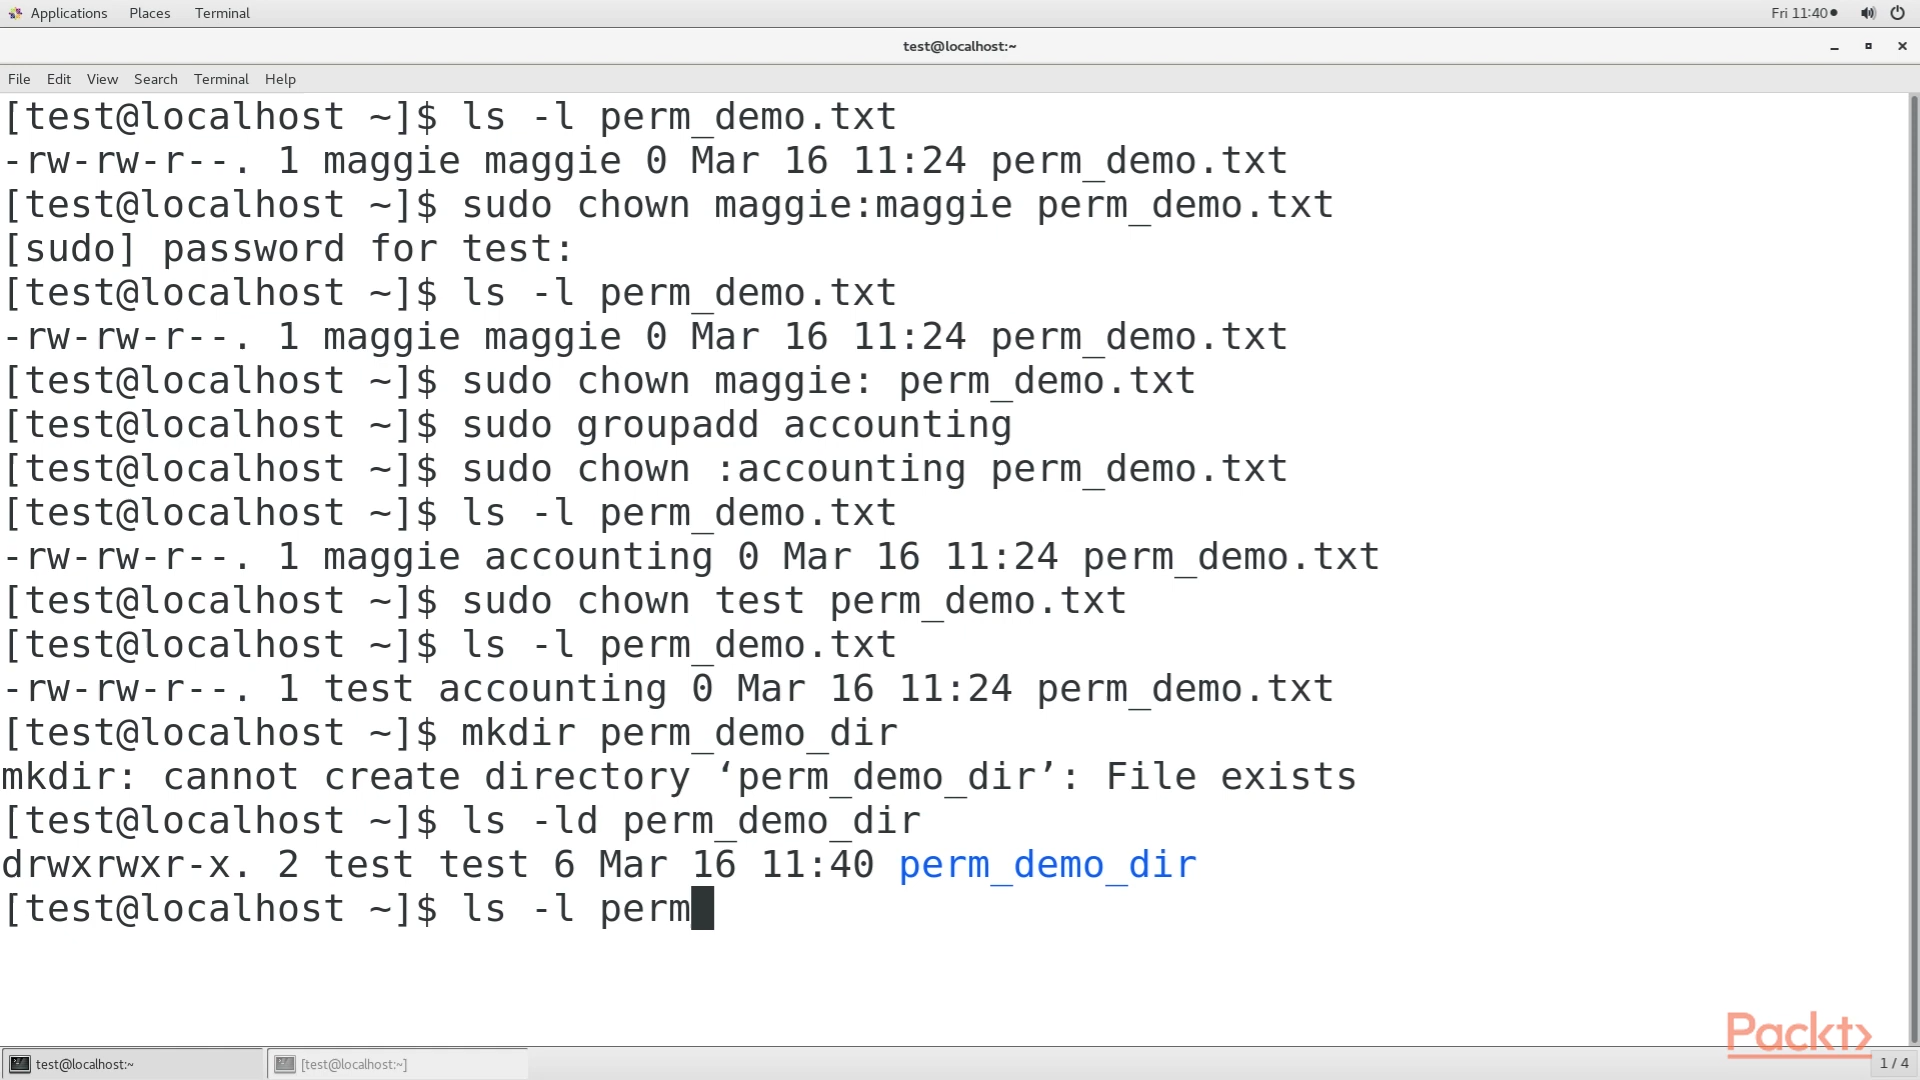 Applications Places Terminal Fri 11:40
test@localhost:~
File Edit View Search Terminal Help
[test@localhost ~]$ ls -l perm_demo.txt
-rw-rw-r--. 1 maggie maggie 0 Mar 16 11:24 perm_demo.txt
[test@localhost ~]$ sudo chown maggie:maggie perm_demo.txt
[sudo] password for test:
[test@localhost ~]$ ls -l perm_demo.txt
-rw-rw-r--. 1 maggie maggie 0 Mar 16 11:24 perm_demo.txt
[test@localhost ~]$ sudo chown maggie: perm_demo.txt
[test@localhost ~]$ sudo groupadd accounting
[test@localhost ~]$ sudo chown :accounting perm_demo.txt
[test@localhost ~]$ ls -l perm_demo.txt
-rw-rw-r--. 1 maggie accounting 0 Mar 16 11:24 perm_demo.txt
[test@localhost ~]$ sudo chown test perm_demo.txt
[test@localhost ~]$ ls -l perm_demo.txt
-rw-rw-r--. 1 test accounting 0 Mar 16 11:24 perm_demo.txt
[test@localhost ~]$ mkdir perm_demo_dir
mkdir: cannot create directory ‘perm_demo_dir’: File exists
[test@localhost ~]$ ls -ld perm_demo_dir
drwxrwxr-x. 2 test test 6 Mar 16 11:40 perm_demo_dir
[test@localhost ~]$ ls -l perm
Packt>
test@localhost:~ [test@localhost:~] 1 / 4